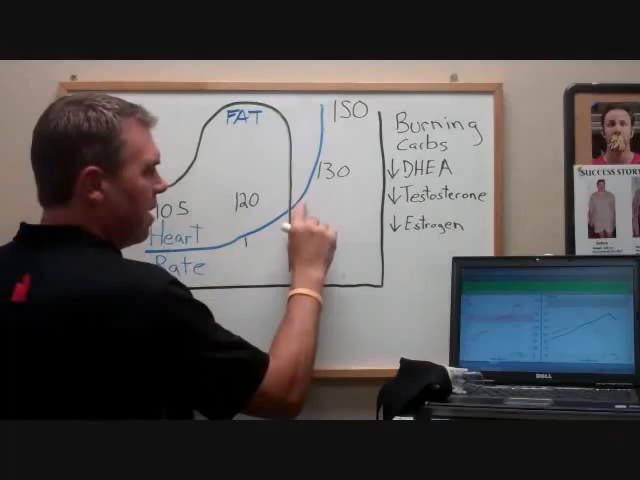 FAT
150
130
120
105
Heart
Rate
Burning
Carbs
↓ DHEA
↓ Testosterone
↓ Estrogen
SUCCESS STORY
DELL